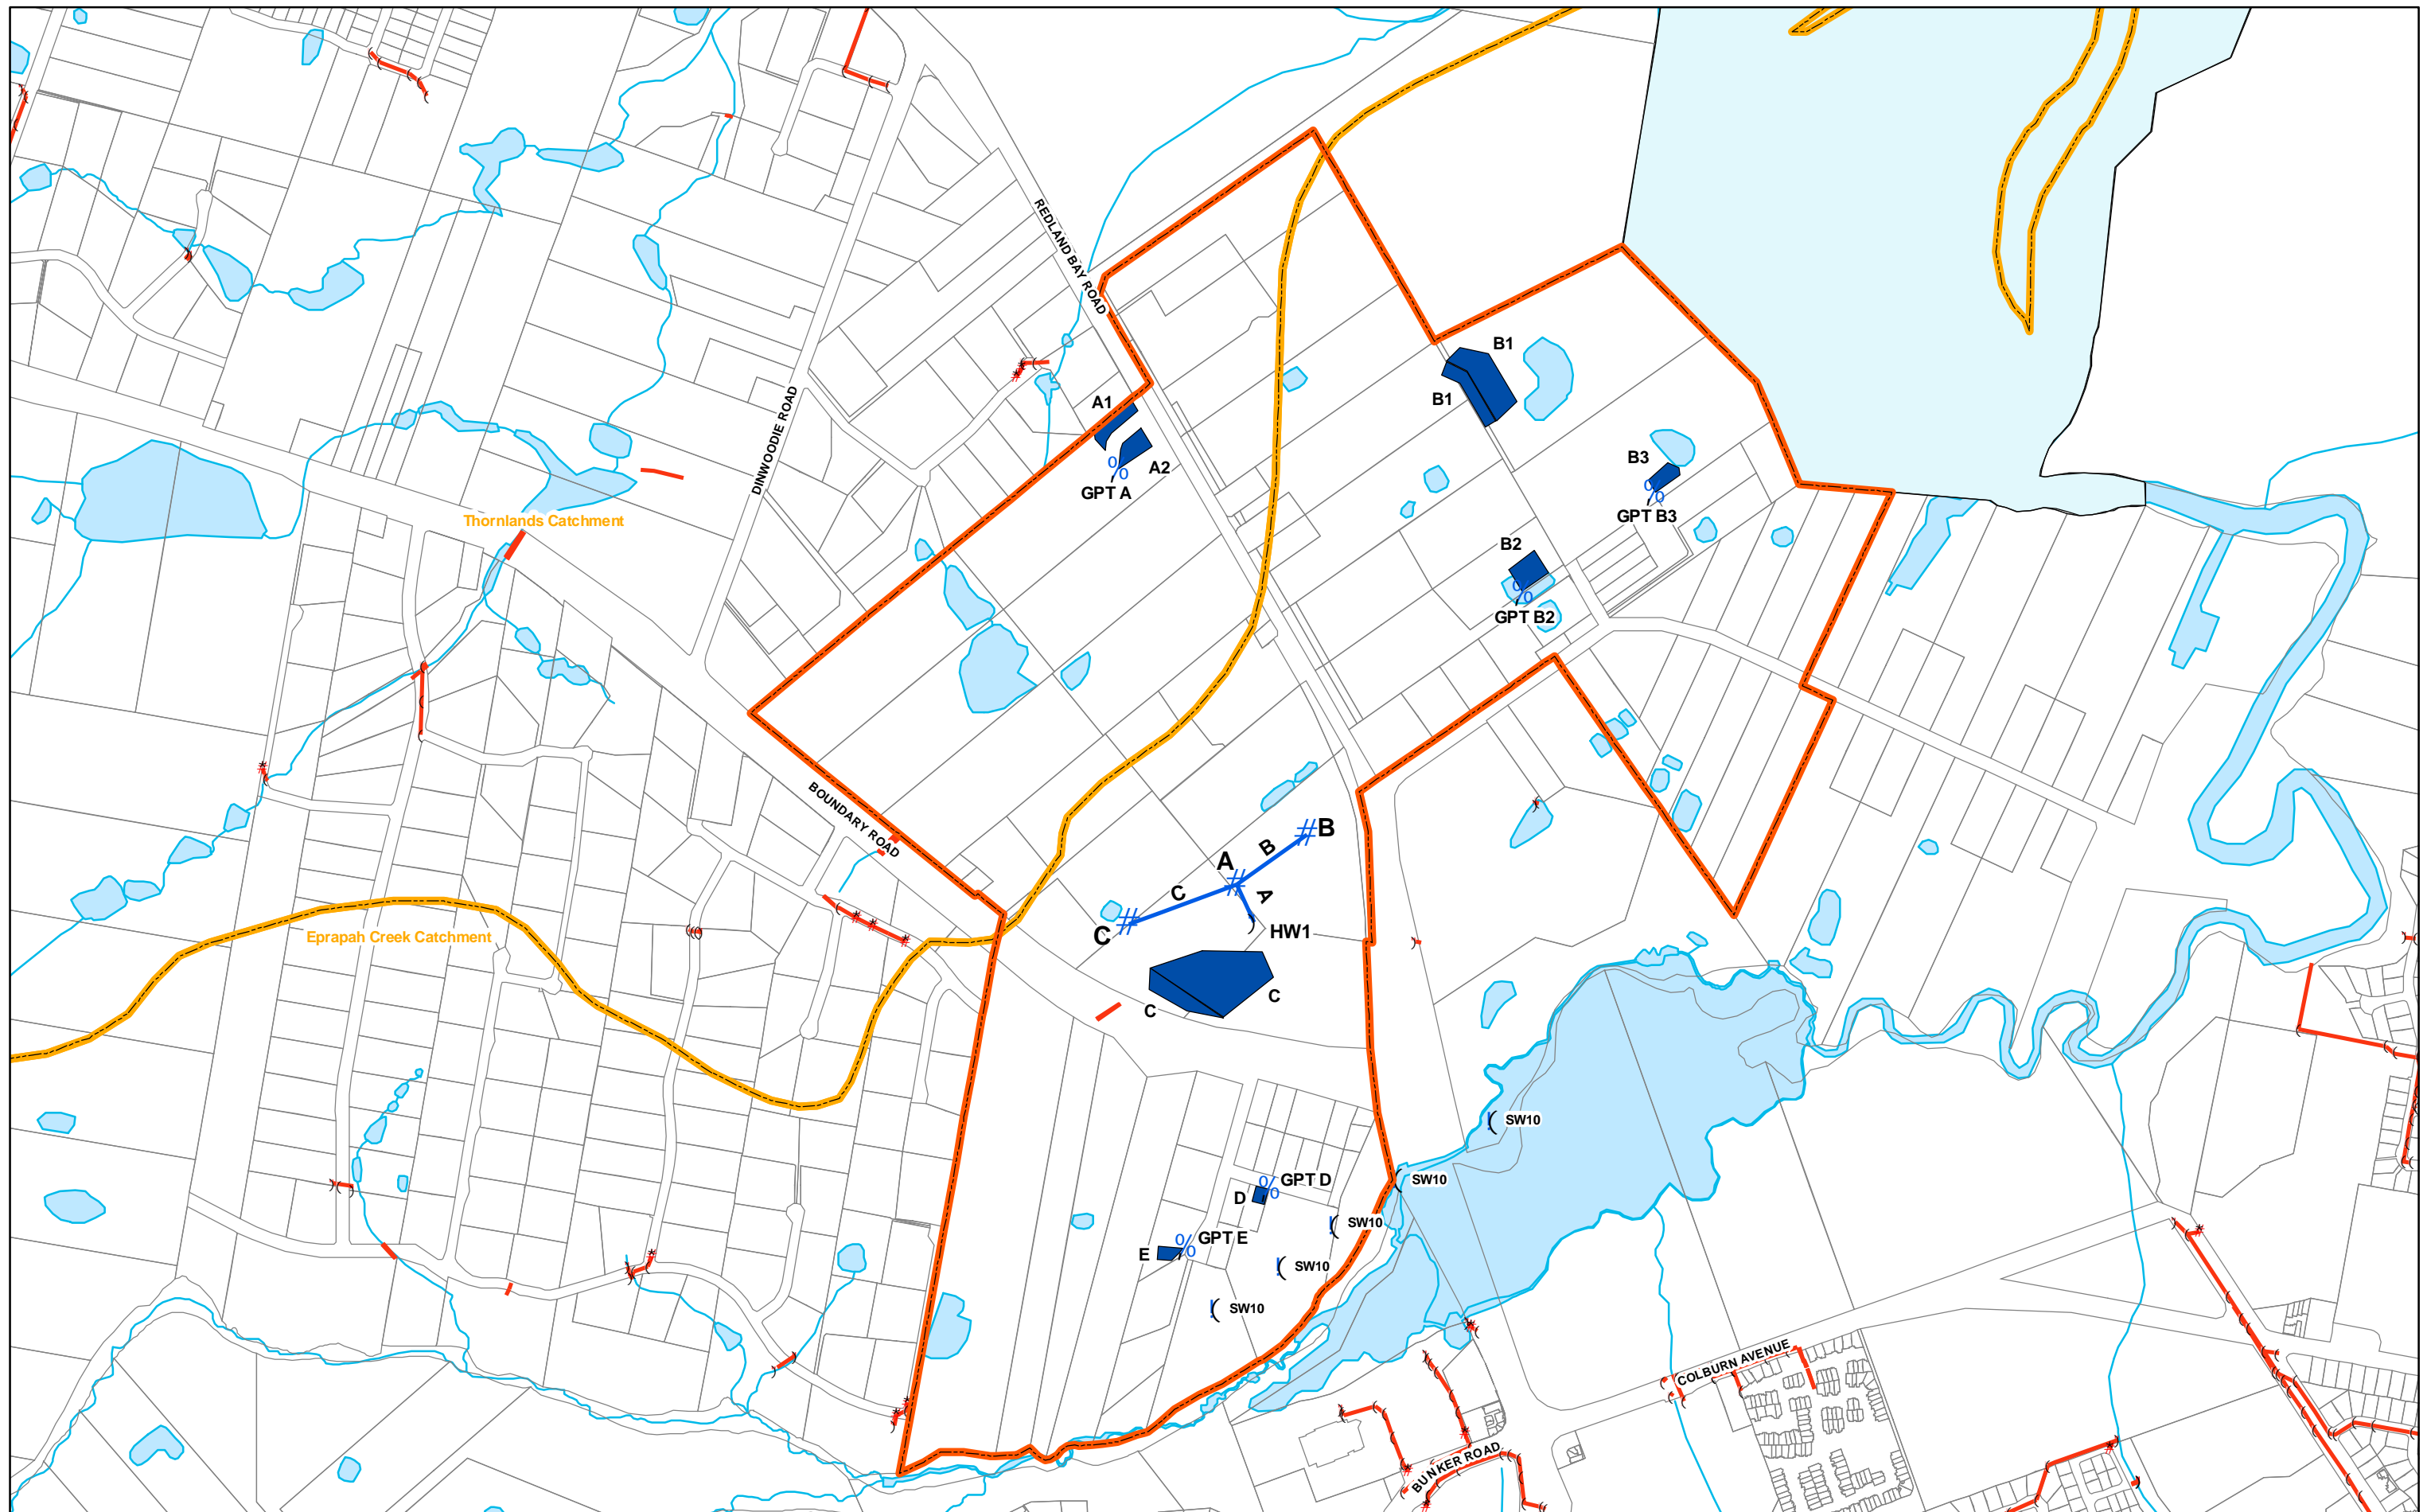 REDLAND BAY ROAD
B1
B1
A1
DINWOODIE ROAD
A2
B3
GPT A
GPT B3
Thornlands Catchment
B2
GPT B2
BOUNDARY ROAD
B
B
A
C
A
C
HW1
Eprapah Creek Catchment
C
C
SW10
GPT D
SW10
D
SW10
GPT E
E
SW10
SW10
COLBURN AVENUE
BUNKER ROAD